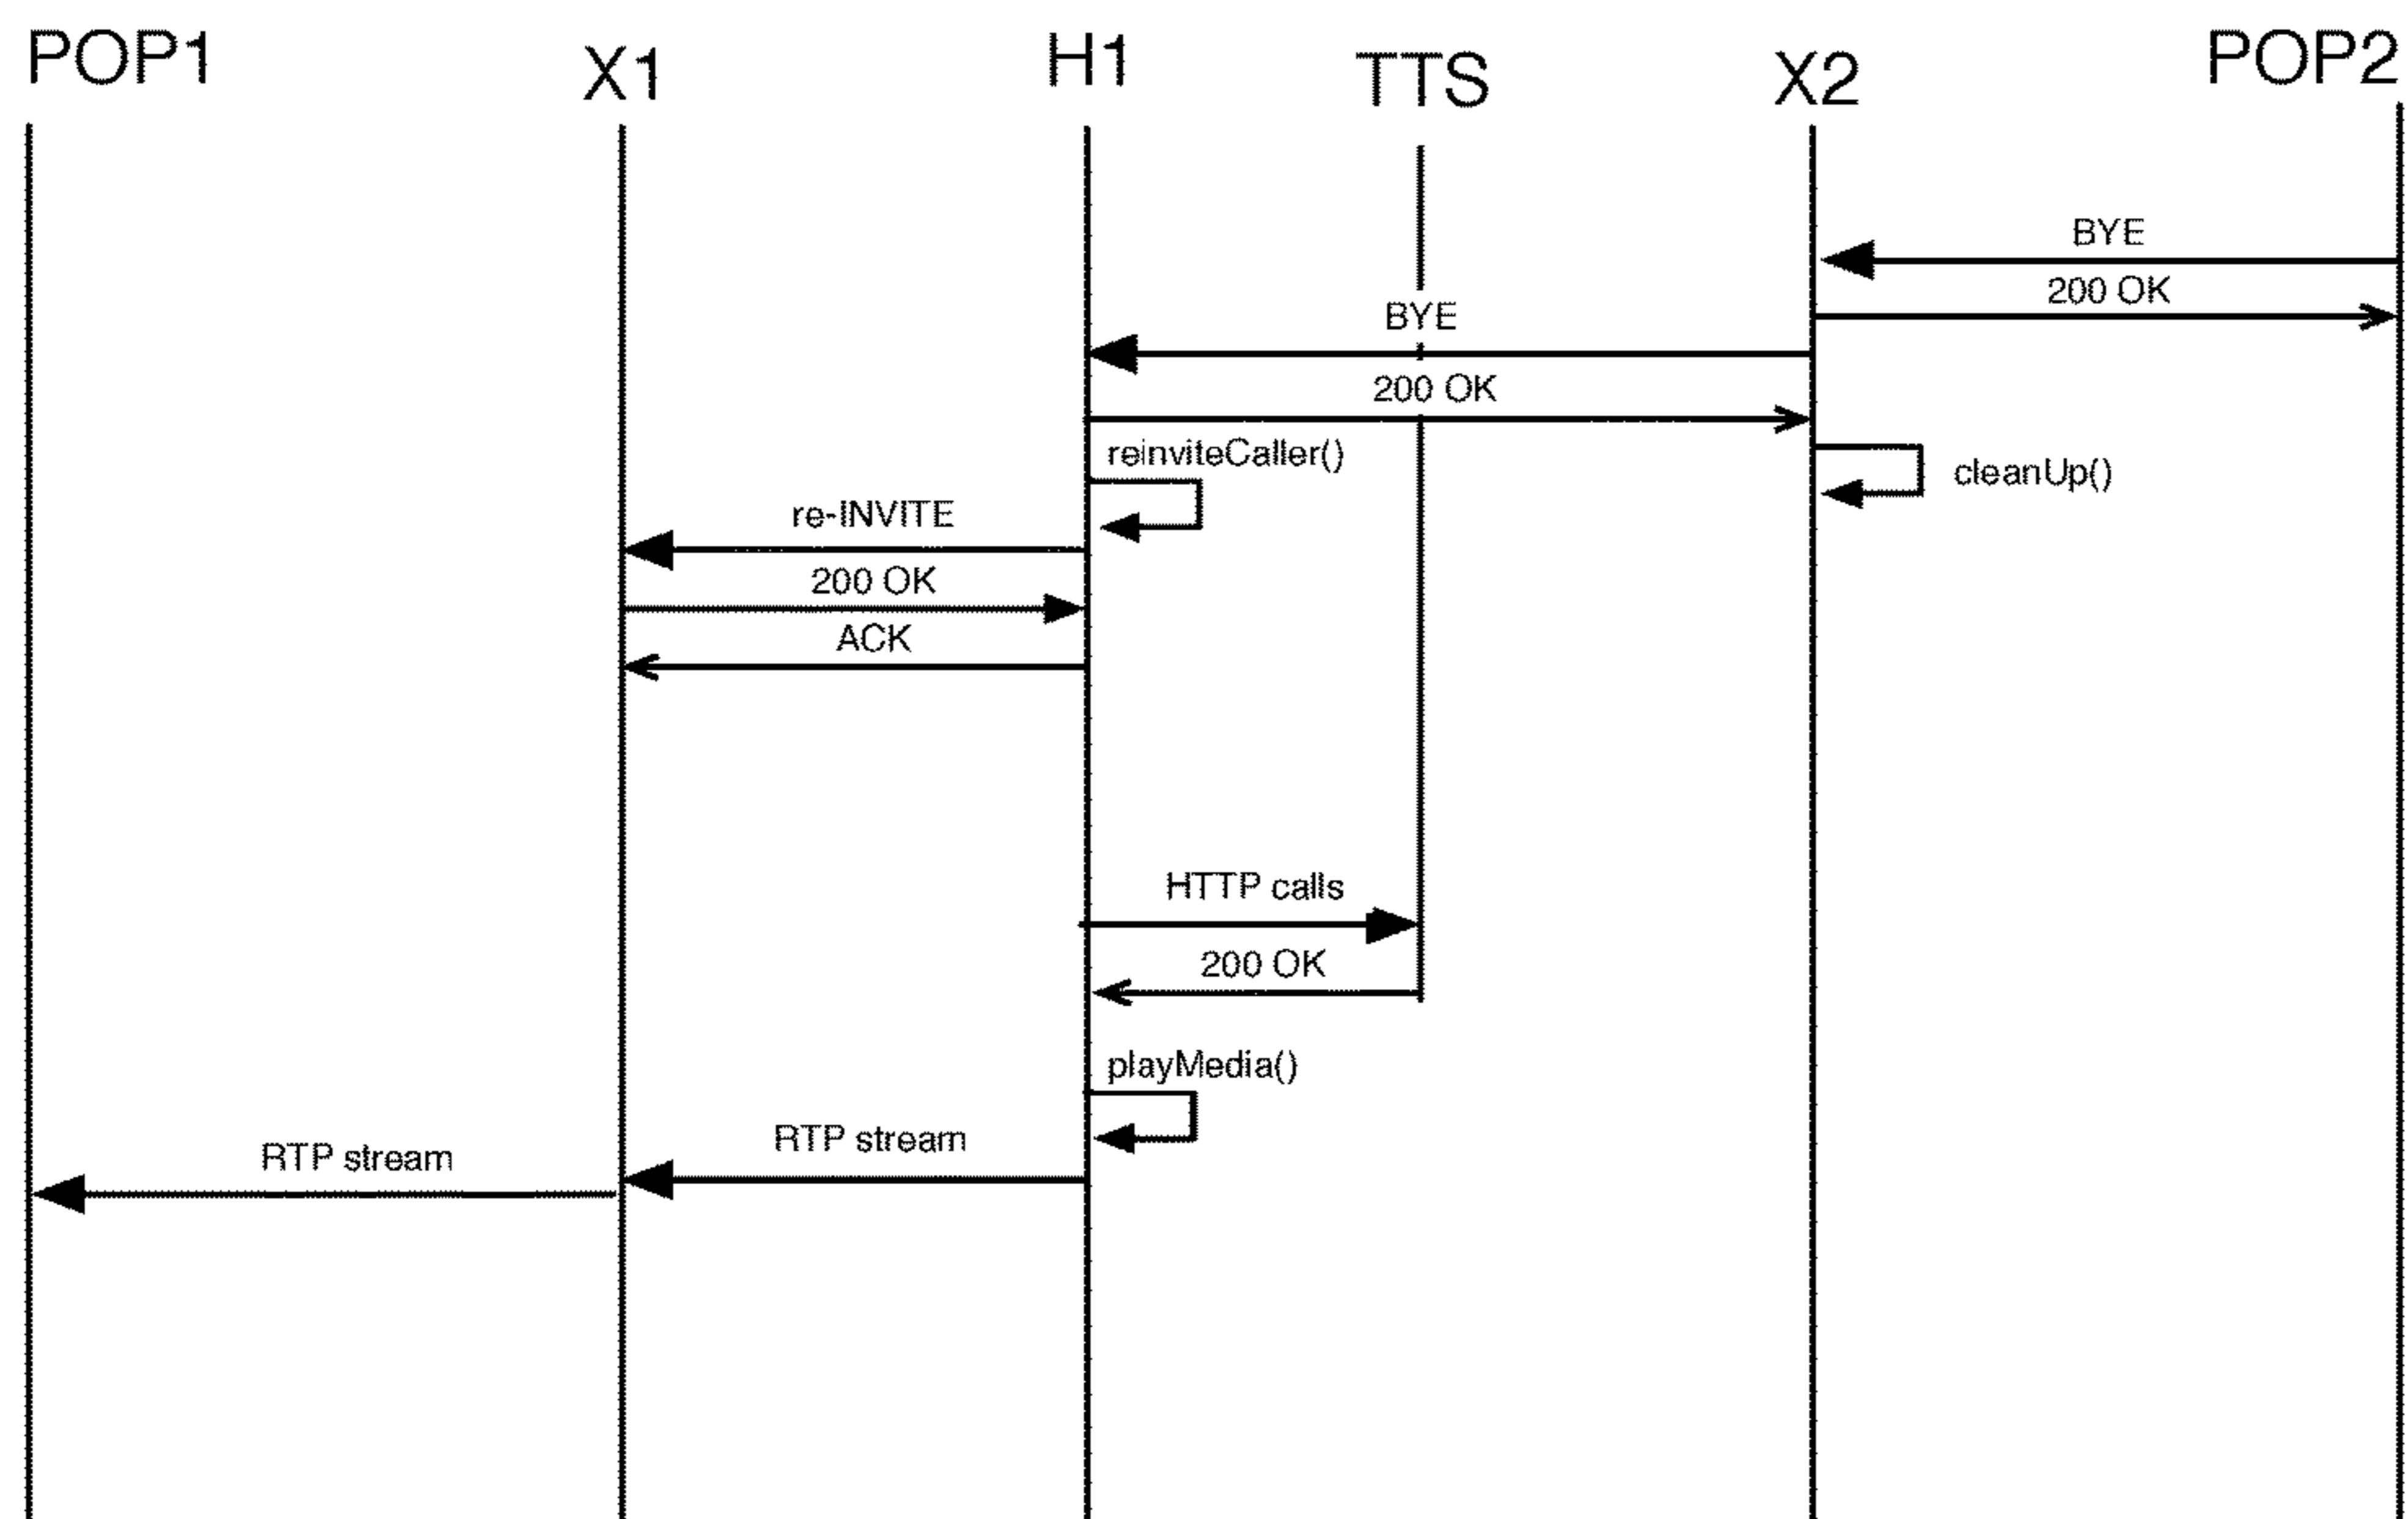 POP1
X1
H1
TTS
X2
POP2
BYE
200 OK
BYE
200 OK
reinviteCaller()
cleanUp()
re-INVITE
200 OK
ACK
HTTP calls
200 OK
playMedia()
RTP stream
RTP stream